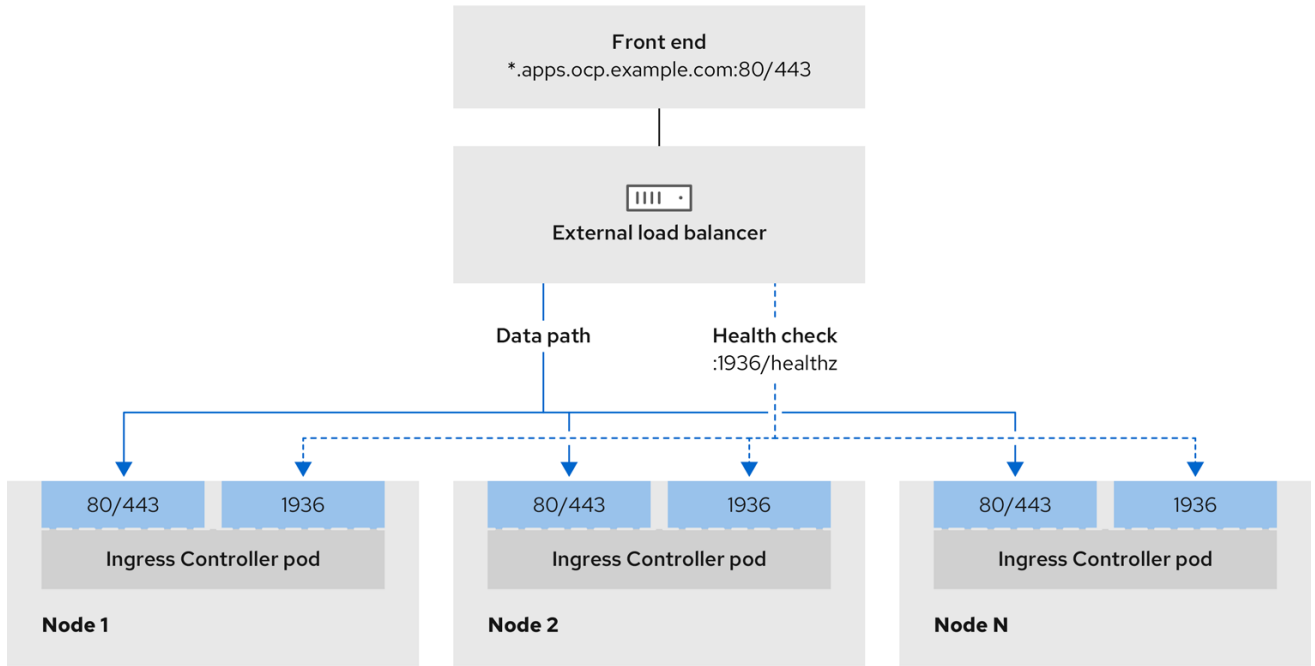 Front end
*.apps.ocp.example.com:80/443
External load balancer
Data path
Health check
:1936/healthz
80/443
1936
80/443
1936
80/443
1936
Ingress Controller pod
Ingress Controller pod
Ingress Controller pod
Node 1
Node 2
Node N